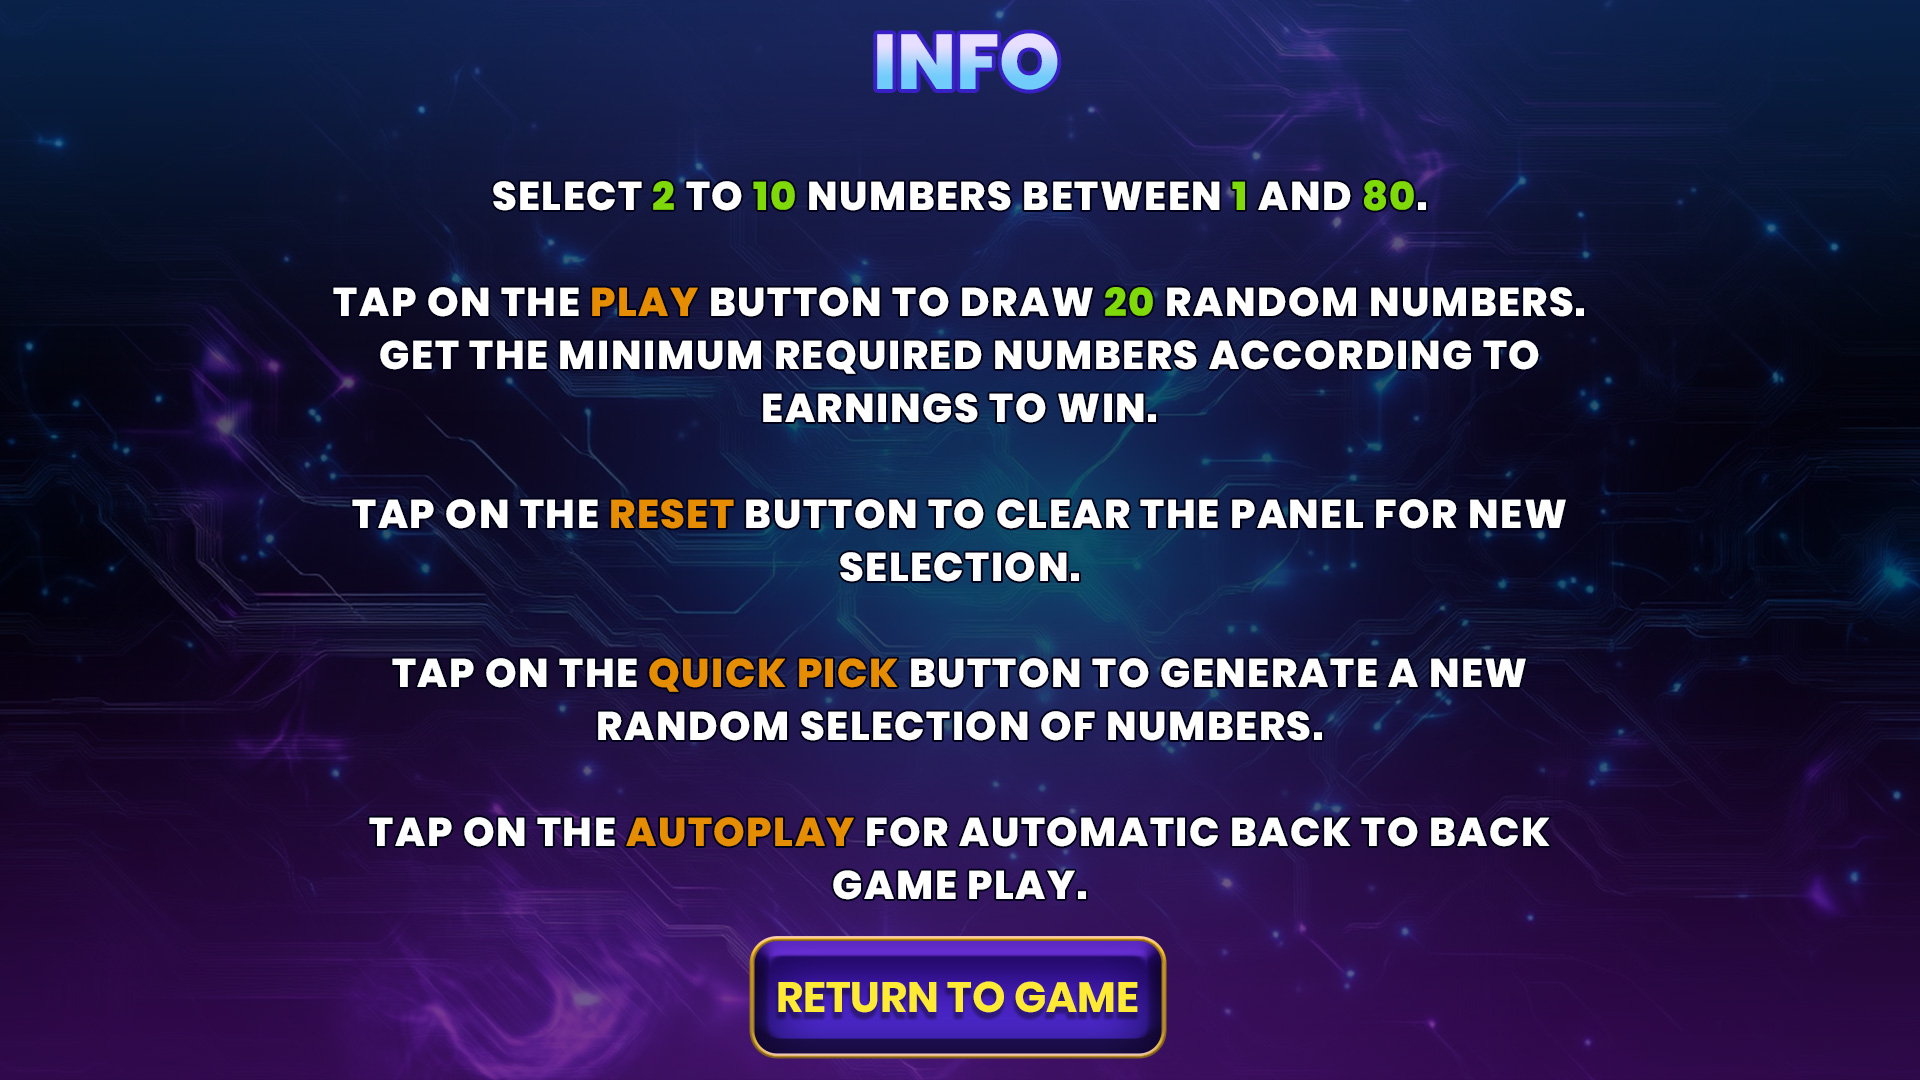 INFO
SELECT 2 TO 10 NUMBERS BETWEEN 1 AND 80.
TAP ON THE PLAY BUTTON TO DRAW 20 RANDOM NUMBERS.
GET THE MINIMUM REQUIRED NUMBERS ACCORDING TO
EARNINGS TO WIN.
TAP ON THE RESET BUTTON TO CLEAR THE PANEL FOR NEW
SELECTION.
TAP ON THE QUICK PICK BUTTON TO GENERATE A NEW
RANDOM SELECTION OF NUMBERS.
TAP ON THE AUTOPLAY FOR AUTOMATIC BACK TO BACK
GAME PLAY.
RETURN TO GAME